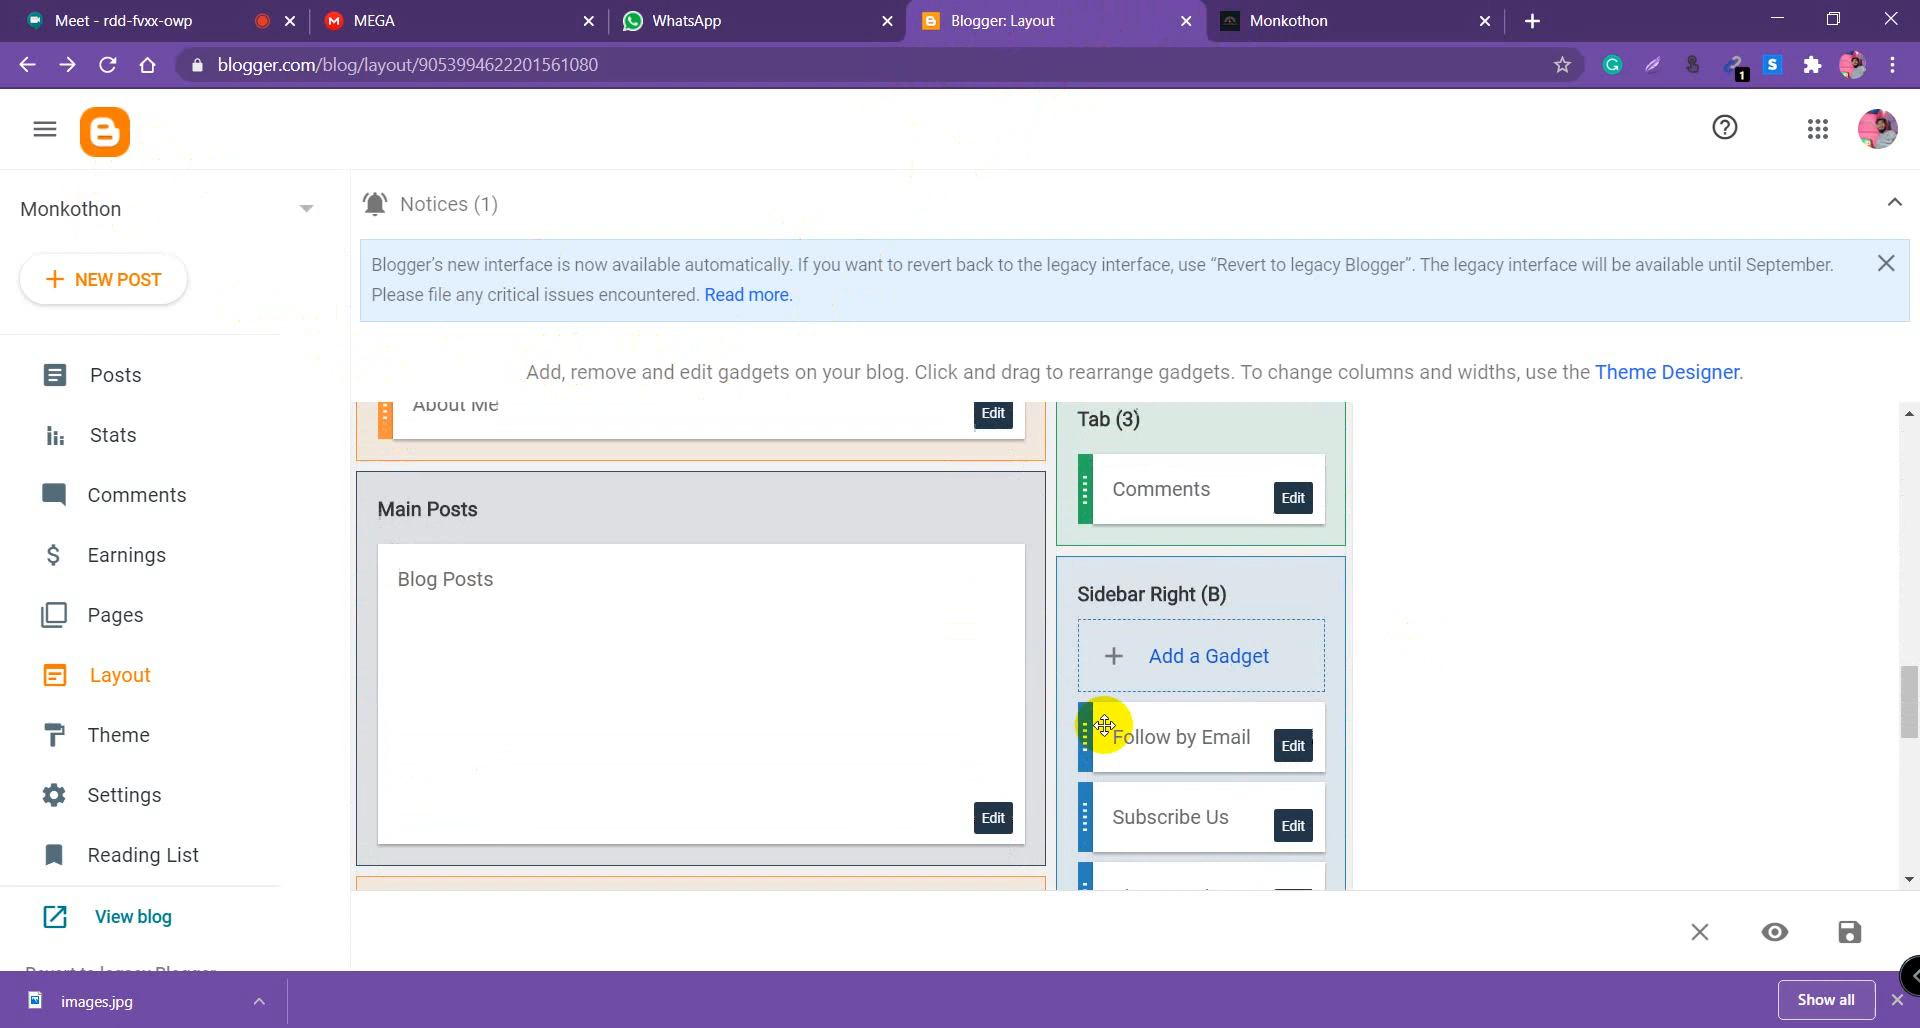 Meet - rdd-fvxx-owp
MEGA
WhatsApp
Blogger: Layout
Monkothon
blogger.com/blog/layout/9053994622201561080
1
Monkothon
Notices (1)
NEW POST
Blogger's new interface is now available automatically. If you want to revert back to the legacy interface, use “Revert to legacy Blogger”. The legacy interface will be available until September.
Please file any critical issues encountered. Read more.
Add, remove and edit gadgets on your blog. Click and drag to rearrange gadgets. To change columns and widths, use the Theme Designer.
Posts
Stats
Comments
Earnings
Pages
Layout
Theme
Settings
Reading List
View blog
Revert to legacy Blogger
About Me
Edit
Main Posts
Blog Posts
Edit
Tab (3)
Comments
Edit
Sidebar Right (B)
Add a Gadget
Follow by Email
Edit
Subscribe Us
Edit
images.jpg
Show all